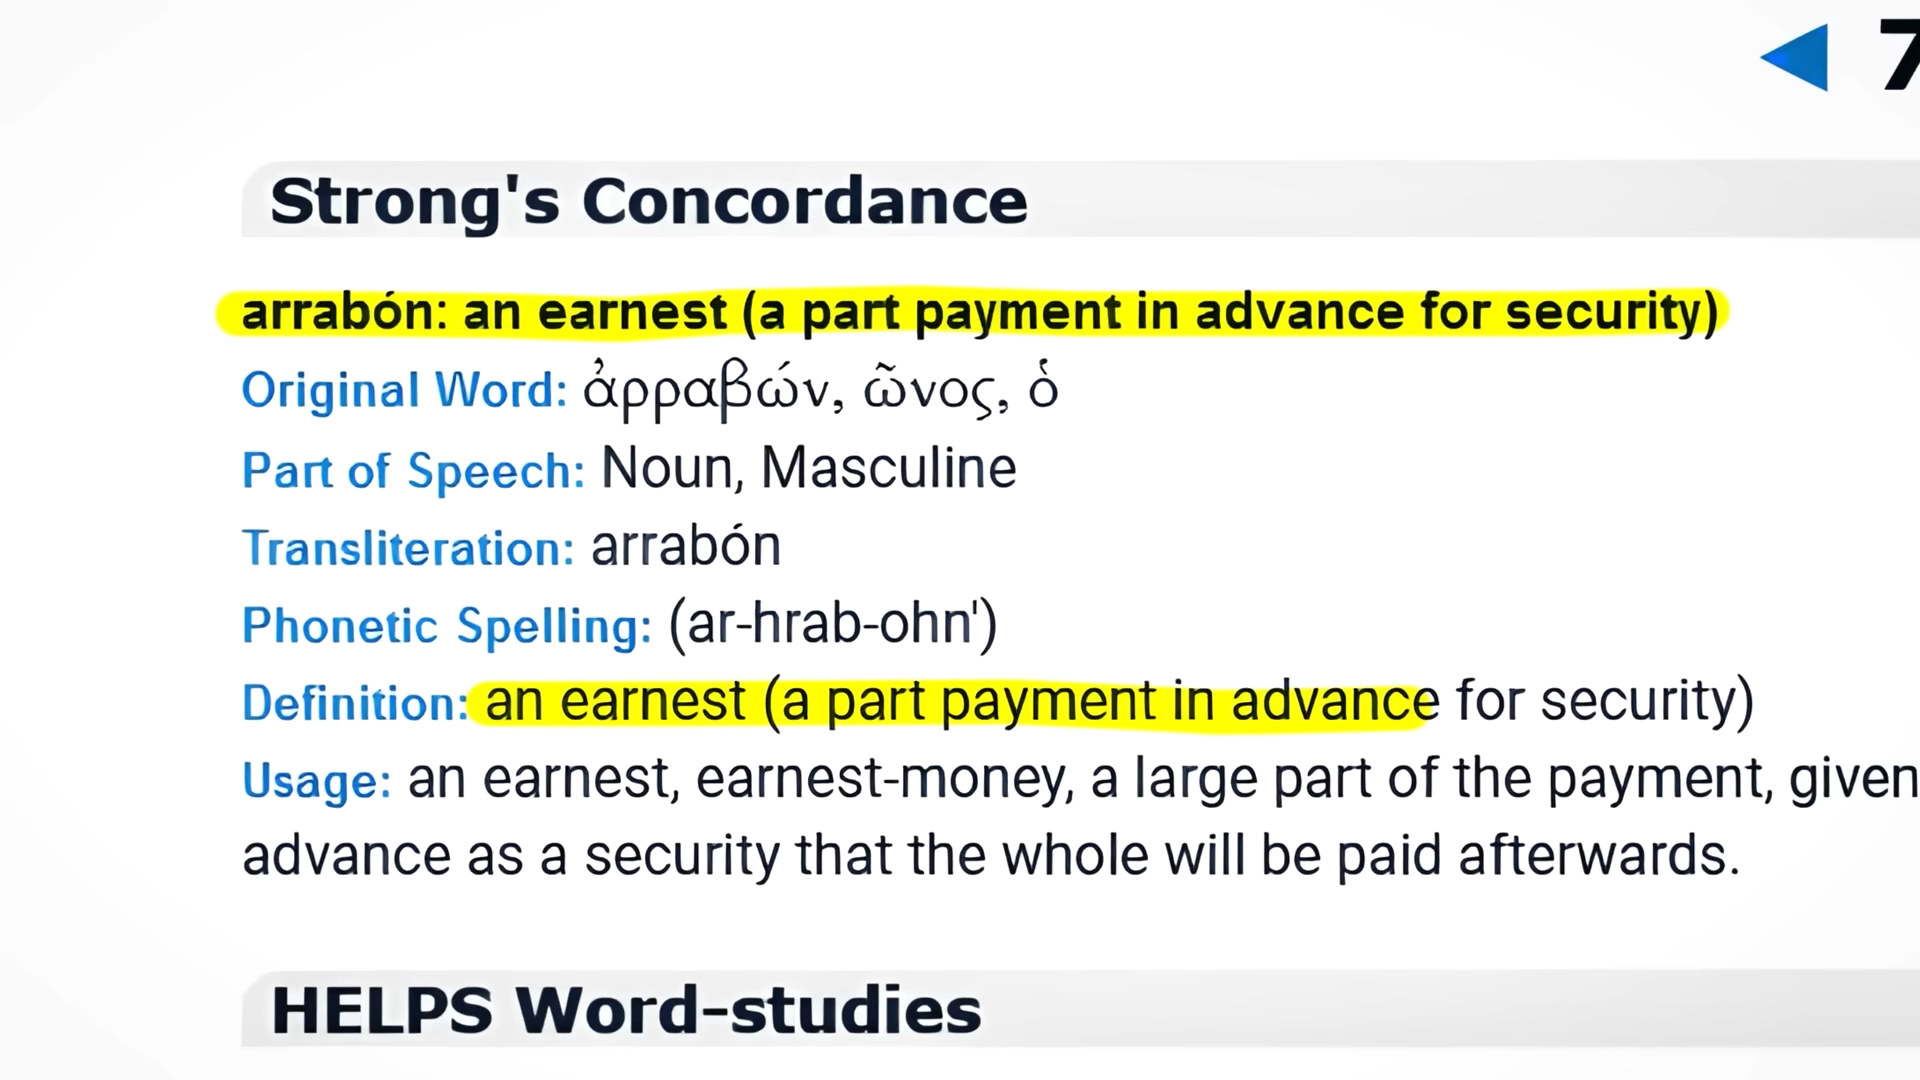 7
Strong's Concordance
arrabón: an earnest (a part payment in advance for security)
Original Word: ἀρραβών, ῶνος, ὁ
Part of Speech: Noun, Masculine
Transliteration: arrabón
Phonetic Spelling: (ar-hrab-ohn')
Definition: an earnest (a part payment in advance for security)
Usage: an earnest, earnest-money, a large part of the payment, given
advance as a security that the whole will be paid afterwards.
HELPS Word-studies